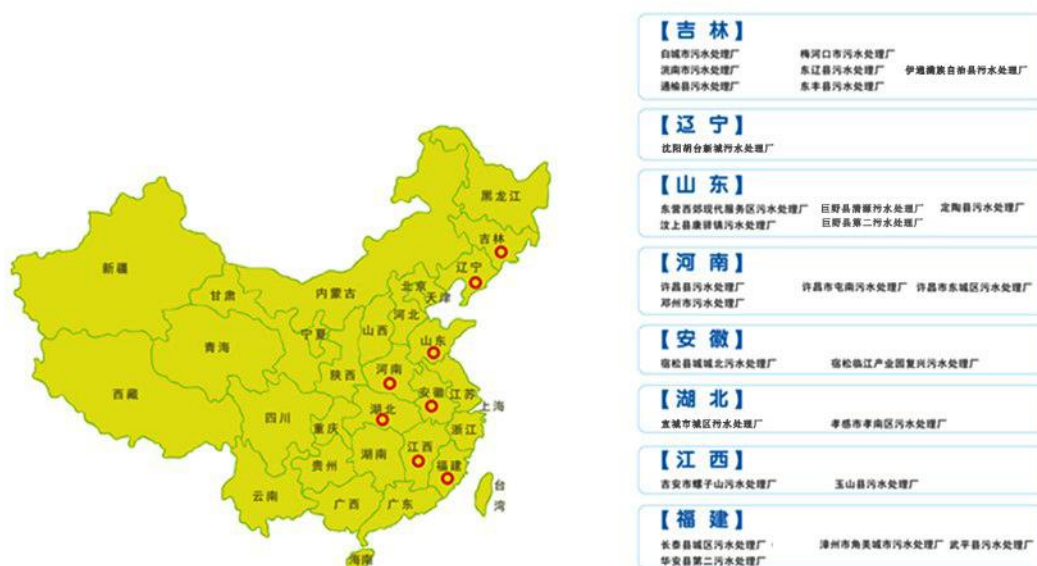 黑龙江
吉林
辽宁
新疆
甘肃
内蒙古
北京
天津
河北
山西
宁夏
青海
山东
陕西
河南
西藏
安徽
江苏
上海
四川
湖北
重庆
浙江
湖南
江西
贵州
福建
云南
广西
广东
台湾
海南
【吉林】
白城市污水处理厂 梅河口市污水处理厂
洮南市污水处理厂 东辽县污水处理厂 伊通满族自治县污水处理厂
通榆县污水处理厂 东丰县污水处理厂
【辽宁】
沈阳胡台新城污水处理厂
【山东】
东营西郊现代服务区污水处理厂 巨野县清源污水处理厂 定陶县污水处理厂
汶上县康驿镇污水处理厂 巨野县第二污水处理厂
【河南】
许昌县污水处理厂 许昌市屯南污水处理厂 许昌市东城区污水处理厂
邓州市污水处理厂
【安徽】
宿松县城城北污水处理厂 宿松临江产业园复兴污水处理厂
【湖北】
宜城市城区污水处理厂 孝感市孝南区污水处理厂
【江西】
吉安市螺子山污水处理厂 玉山县污水处理厂
【福建】
长泰县城区污水处理厂 漳州市角美城市污水处理厂 武平县污水处理厂
华安县第二污水处理厂